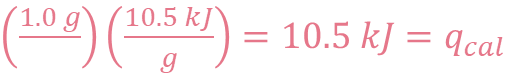 (1.0 g/)(10.5 kJ/g) = 10.5 kJ = q_cal